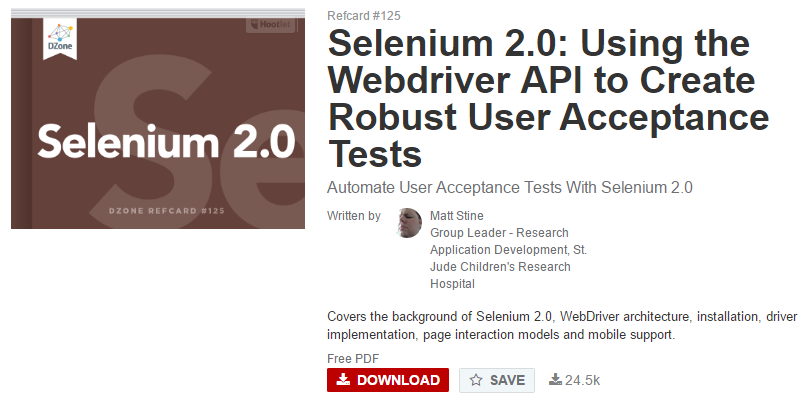 DZone
Hootlet
Selenium 2.0
DZONE REFCARD #125
Refcard #125
Selenium 2.0: Using the
Webdriver API to Create
Robust User Acceptance
Tests
Automate User Acceptance Tests With Selenium 2.0
Written by
Matt Stine
Group Leader - Research
Application Development, St.
Jude Children's Research
Hospital
Covers the background of Selenium 2.0, WebDriver architecture, installation, driver
implementation, page interaction models and mobile support.
Free PDF
DOWNLOAD
SAVE
24.5k